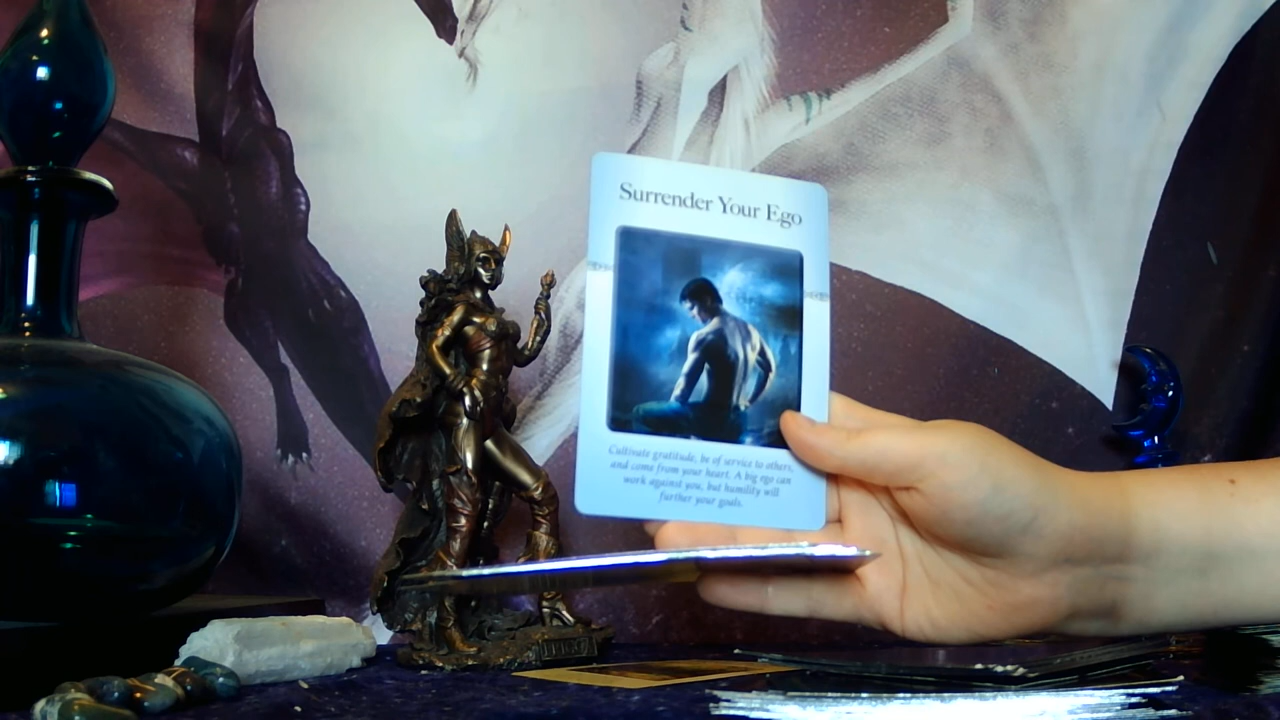 Surrender Your Ego
Cultivate gratitude, be of service to others,
and come from your heart. A big ego can
work against you, but humility will
further your goals.